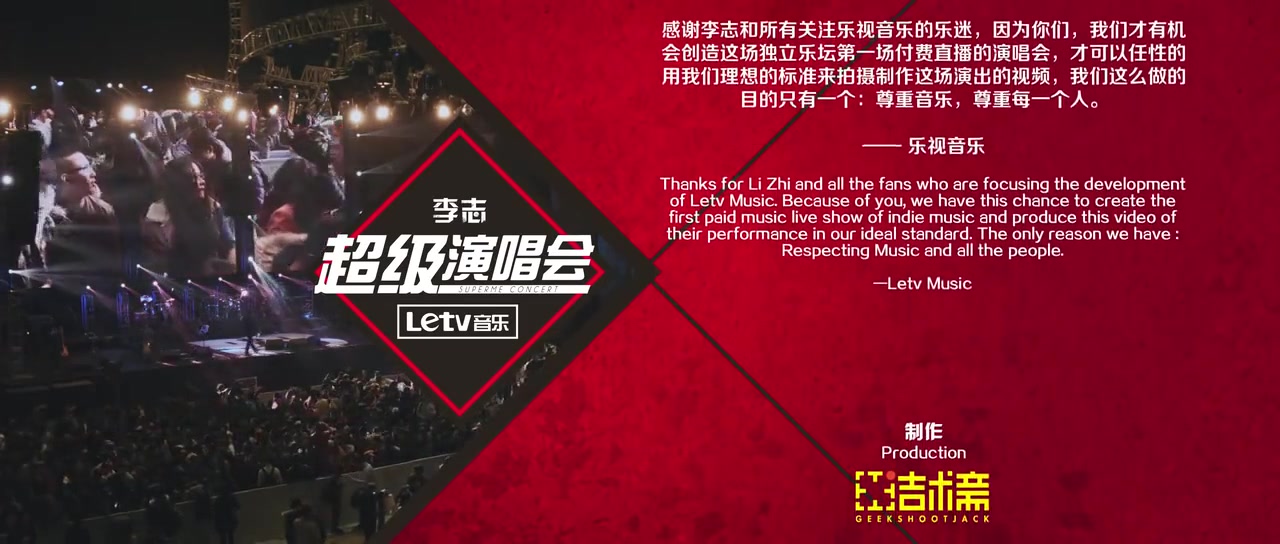 李志
超级演唱会
SUPERME CONCERT
Letv音乐
感谢李志和所有关注乐视音乐的乐迷，因为你们，我们才有机
会创造这场独立乐坛第一场付费直播的演唱会，才可以任性的
用我们理想的标准来拍摄制作这场演出的视频，我们这么做的
目的只有一个：尊重音乐，尊重每一个人。
—— 乐视音乐
Thanks for Li Zhi and all the fans who are focusing the development
of Letv Music. Because of you, we have this chance to create the
first paid music live show of indie music and produce this video of
their performance in our ideal standard. The only reason we have :
Respecting Music and all the people.
—Letv Music
制作
Production
洁术斋
GEEKSHOOTJACK